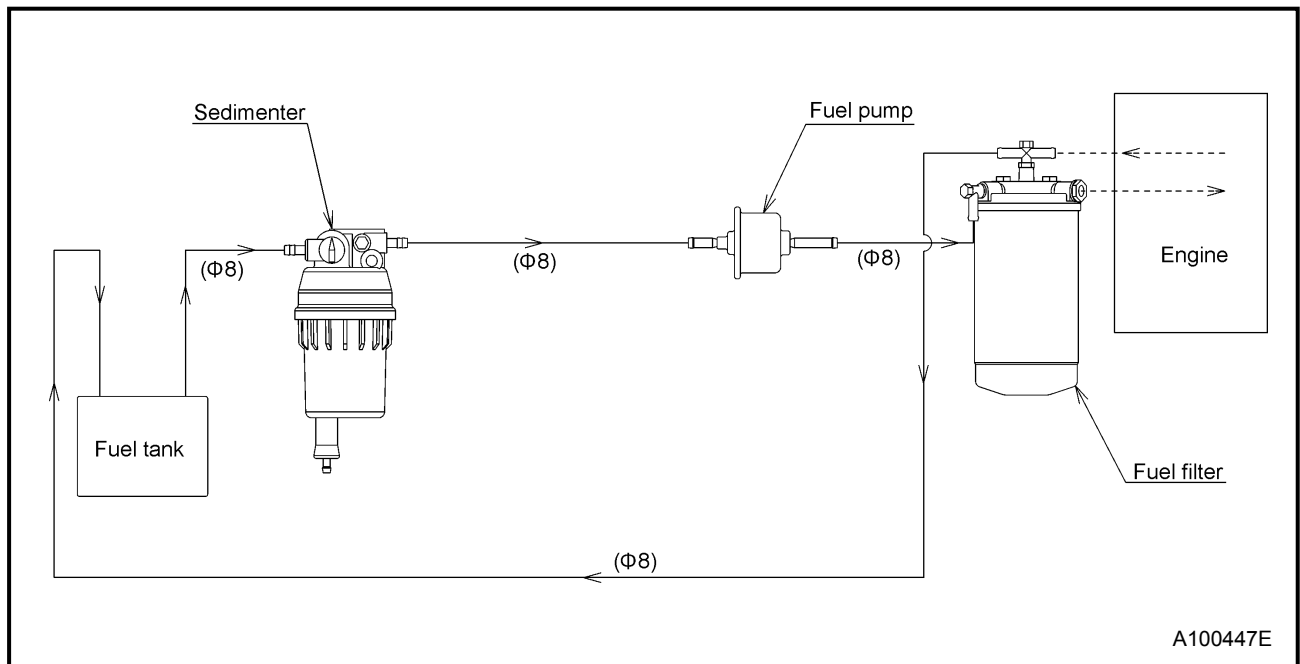 Sedimenter
Fuel pump
(Φ8)
(Φ8)
(Φ8)
Engine
Fuel tank
Fuel filter
(Φ8)
A100447E